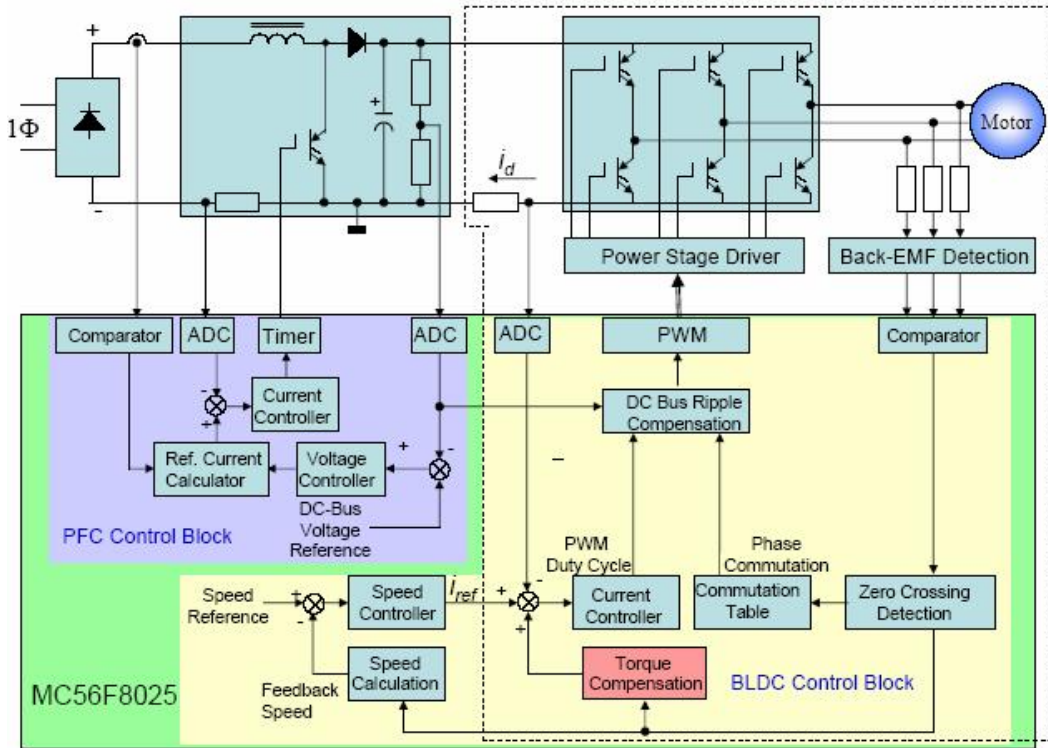 +
1Φ
-
+
i_d
Motor
Power Stage Driver
Back-EMF Detection
Comparator
ADC
Timer
ADC
ADC
PWM
Comparator
-
+
Current
Controller
DC Bus Ripple
Compensation
Ref. Current
Calculator
Voltage
Controller
+
-
–
DC-Bus
Voltage
Reference
PFC Control Block
PWM
Duty Cycle
Phase
Commutation
Speed
Reference
+
-
Speed
Controller
i_ref
+
-
+
Current
Controller
Commutation
Table
Zero Crossing
Detection
Speed
Calculation
Feedback
Speed
Torque
Compensation
BLDC Control Block
MC56F8025